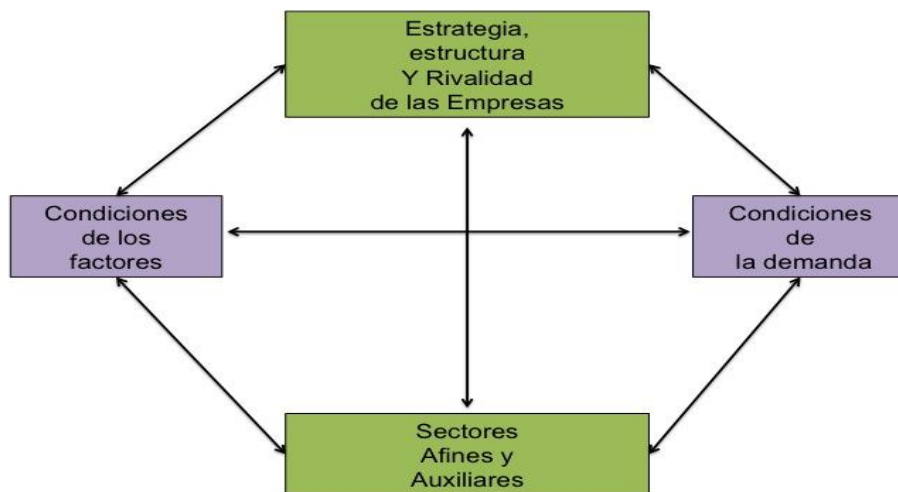 Estrategia,
estructura
Y Rivalidad
de las Empresas
Condiciones
de los
factores
Condiciones
de
la demanda
Sectores
Afines y
Auxiliares